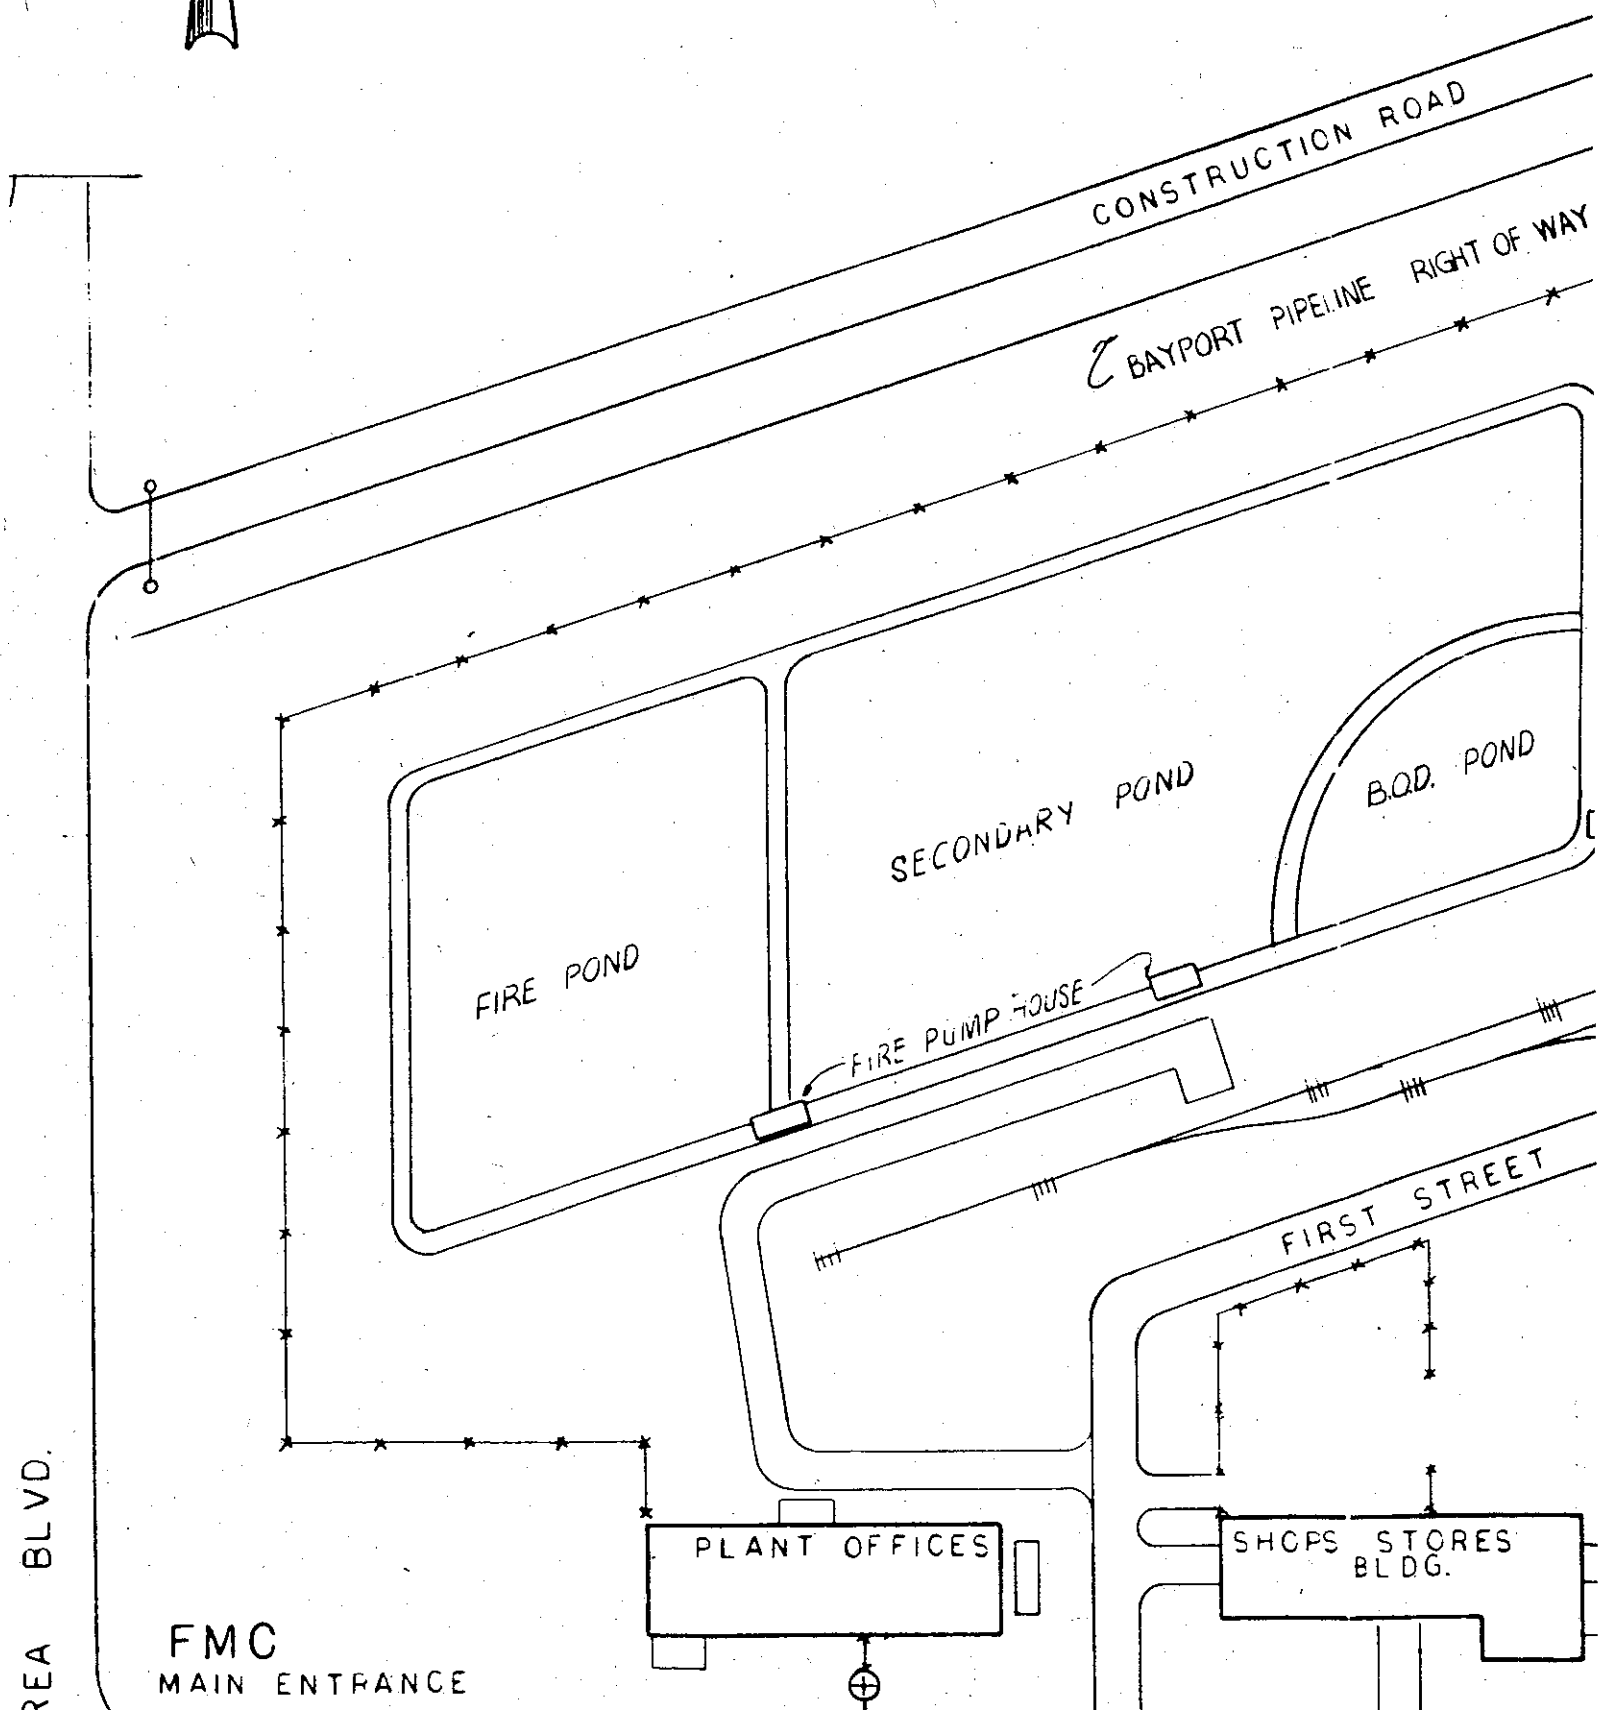 CONSTRUCTION ROAD
BAYPORT PIPELINE RIGHT OF WAY
SECONDARY POND
B.O.D. POND
FIRE POND
FIRE PUMP HOUSE
FIRST STREET
REA BLVD.
PLANT OFFICES
SHOPS STORES
BLDG.
FMC
MAIN ENTRANCE